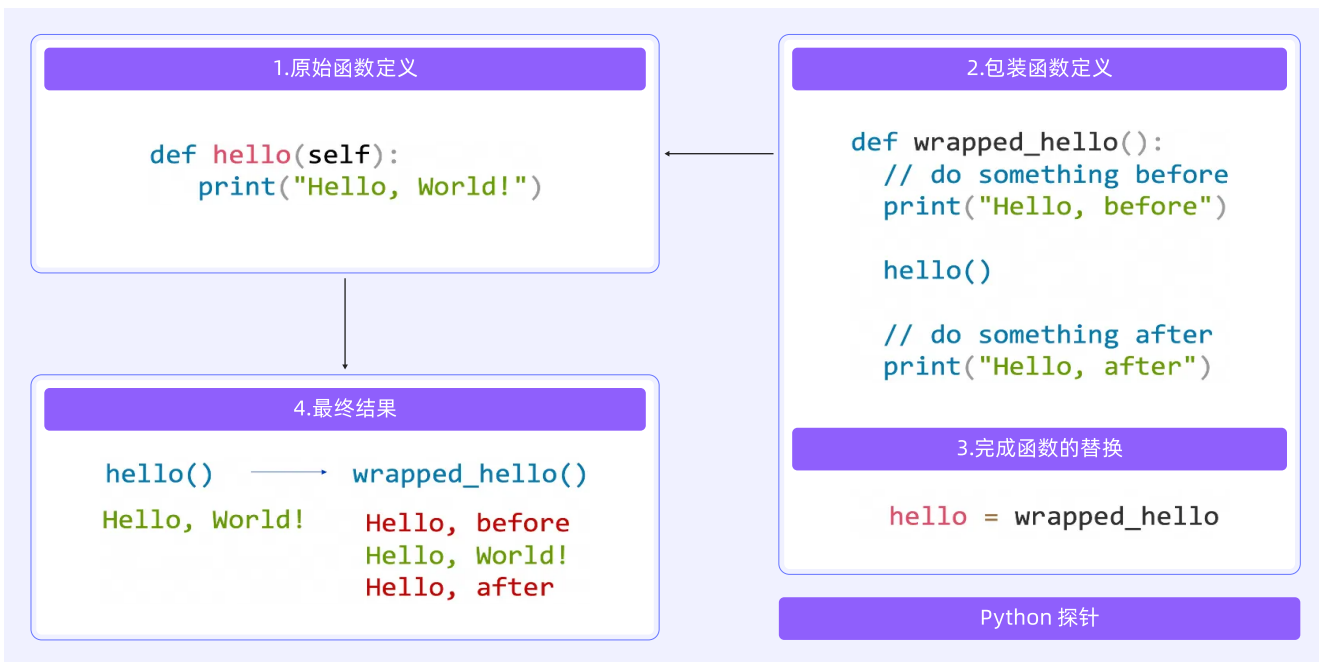 1.原始函数定义
def hello(self):
print("Hello, World!")
2.包装函数定义
def wrapped_hello():
// do something before
print("Hello, before")
hello()
// do something after
print("Hello, after")
3.完成函数的替换
hello = wrapped_hello
Python 探针
4.最终结果
hello() wrapped_hello()
Hello, World! Hello, before
Hello, World!
Hello, after